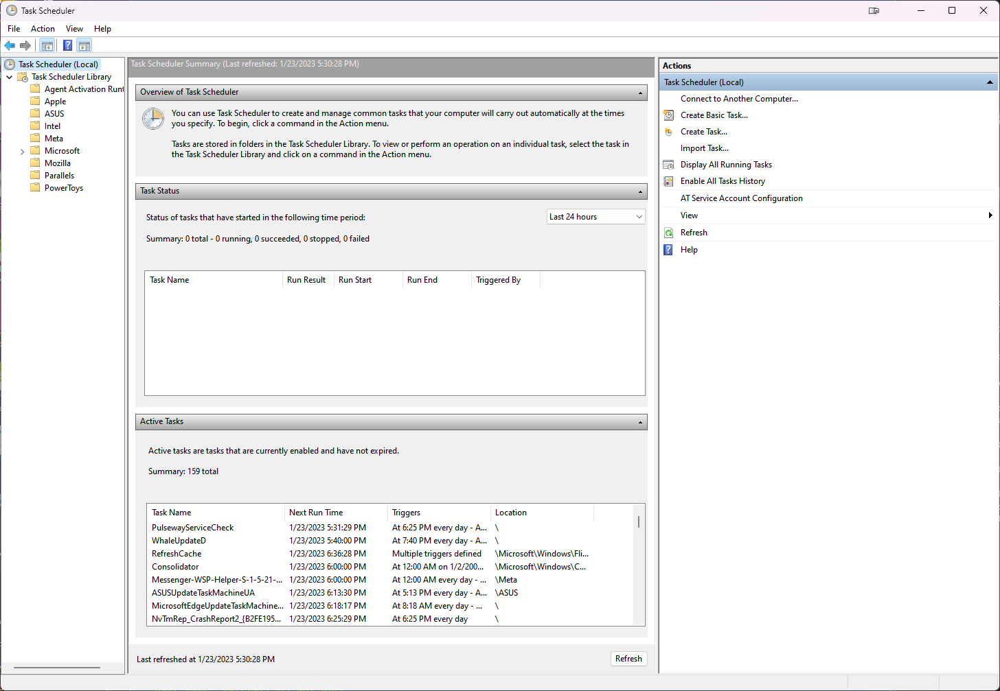 Task Scheduler
File Action View Help
Task Scheduler (Local)
Task Scheduler Library
Agent Activation Runt
Apple
ASUS
Intel
Meta
Microsoft
Mozilla
Parallels
PowerToys
Task Scheduler Summary (Last refreshed: 1/23/2023 5:30:28 PM)
Overview of Task Scheduler
You can use Task Scheduler to create and manage common tasks that your computer will carry out automatically at the times
you specify. To begin, click a command in the Action menu.
Tasks are stored in folders in the Task Scheduler Library. To view or perform an operation on an individual task, select the task in
the Task Scheduler Library and click on a command in the Action menu.
Task Status
Status of tasks that have started in the following time period:
Last 24 hours
Summary: 0 total - 0 running, 0 succeeded, 0 stopped, 0 failed
Task Name Run Result Run Start Run End Triggered By
Active Tasks
Active tasks are tasks that are currently enabled and have not expired.
Summary: 159 total
Task Name Next Run Time Triggers Location
PulsewayServiceCheck 1/23/2023 5:31:29 PM At 6:25 PM every day - A... \
WhaleUpdateD 1/23/2023 5:40:00 PM At 7:40 PM every day - A... \
RefreshCache 1/23/2023 6:36:28 PM Multiple triggers defined \Microsoft\Windows\Fli...
Consolidator 1/23/2023 6:00:00 PM At 12:00 AM on 1/2/200... \Microsoft\Windows\C...
Messenger-WSP-Helper-S-1-5-21-... 1/23/2023 6:00:00 PM At 12:00 AM every day - ... \Meta
ASUSUpdateTaskMachineUA 1/23/2023 6:13:30 PM At 5:13 PM every day - A... \ASUS
MicrosoftEdgeUpdateTaskMachine... 1/23/2023 6:18:17 PM At 8:18 AM every day - ... \
NvTmRep_CrashReport2_{B2FE195... 1/23/2023 6:25:29 PM At 6:25 PM every day \
Last refreshed at 1/23/2023 5:30:28 PM
Refresh
Actions
Task Scheduler (Local)
Connect to Another Computer...
Create Basic Task...
Create Task...
Import Task...
Display All Running Tasks
Enable All Tasks History
AT Service Account Configuration
View
Refresh
Help